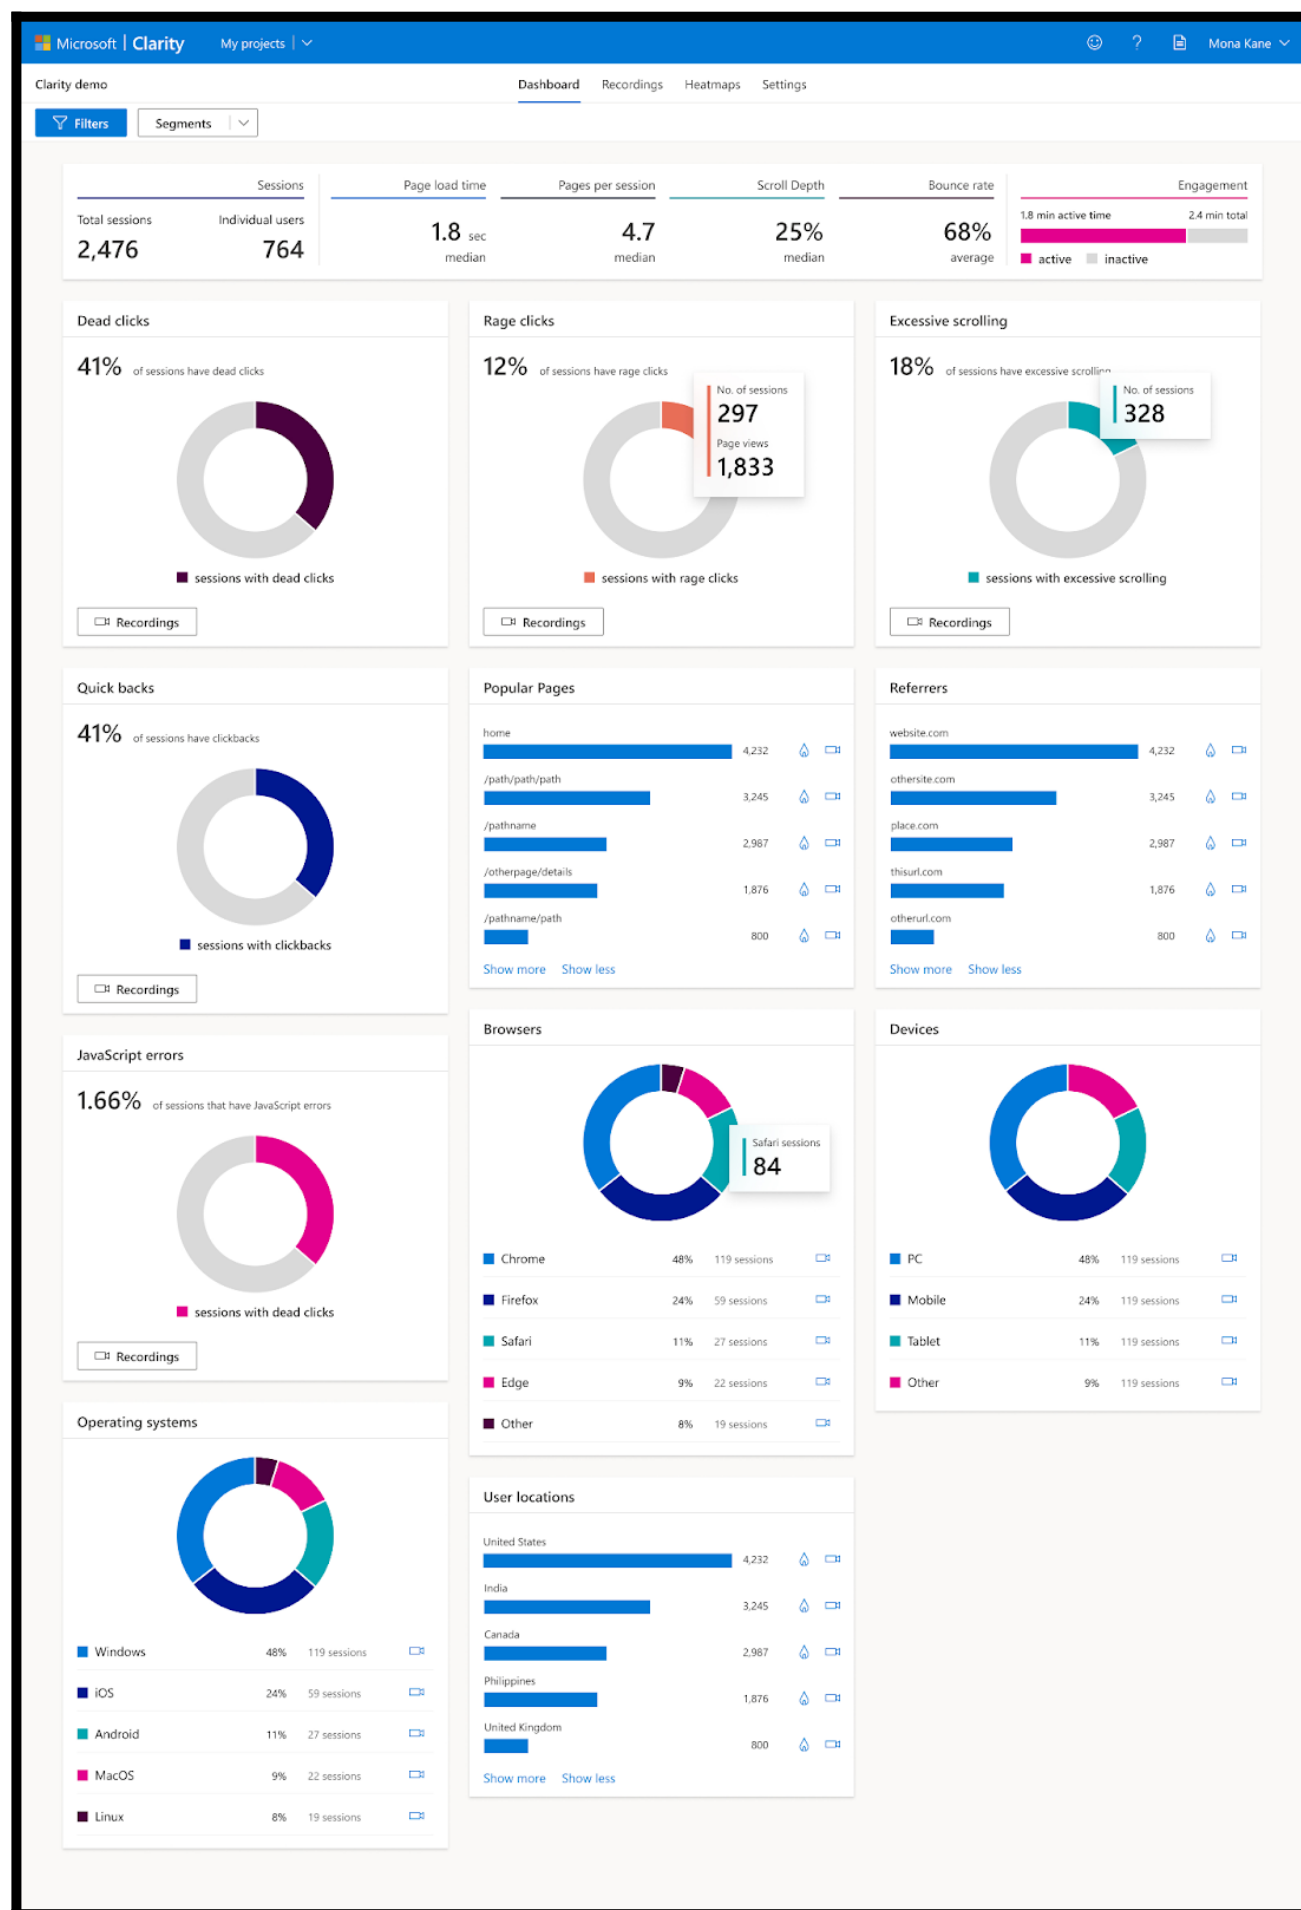 Microsoft | Clarity My projects Mona Kane
Clarity demo Dashboard Recordings Heatmaps Settings
Filters Segments
Sessions Page load time Pages per session Scroll Depth Bounce rate Engagement
Total sessions Individual users 1.8 min active time 2.4 min total
2,476 764 1.8 sec 4.7 25% 68%
median median median average active inactive
Dead clicks
41% of sessions have dead clicks
sessions with dead clicks
Recordings
Rage clicks
12% of sessions have rage clicks
No. of sessions
297
Page views
1,833
sessions with rage clicks
Recordings
Excessive scrolling
18% of sessions have excessive scrolling
No. of sessions
328
sessions with excessive scrolling
Recordings
Quick backs
41% of sessions have clickbacks
sessions with clickbacks
Recordings
Popular Pages
home
4,232
/path/path/path
3,245
/pathname
2,987
/otherpage/details
1,876
/pathname/path
800
Show more Show less
Referrers
website.com
4,232
othersite.com
3,245
place.com
2,987
thisurl.com
1,876
otherurl.com
800
Show more Show less
JavaScript errors
1.66% of sessions that have JavaScript errors
sessions with dead clicks
Recordings
Browsers
Safari sessions
84
Chrome 48% 119 sessions
Firefox 24% 59 sessions
Safari 11% 27 sessions
Edge 9% 22 sessions
Other 8% 19 sessions
Devices
PC 48% 119 sessions
Mobile 24% 119 sessions
Tablet 11% 119 sessions
Other 9% 119 sessions
Operating systems
Windows 48% 119 sessions
iOS 24% 59 sessions
Android 11% 27 sessions
MacOS 9% 22 sessions
Linux 8% 19 sessions
User locations
United States
4,232
India
3,245
Canada
2,987
Philippines
1,876
United Kingdom
800
Show more Show less